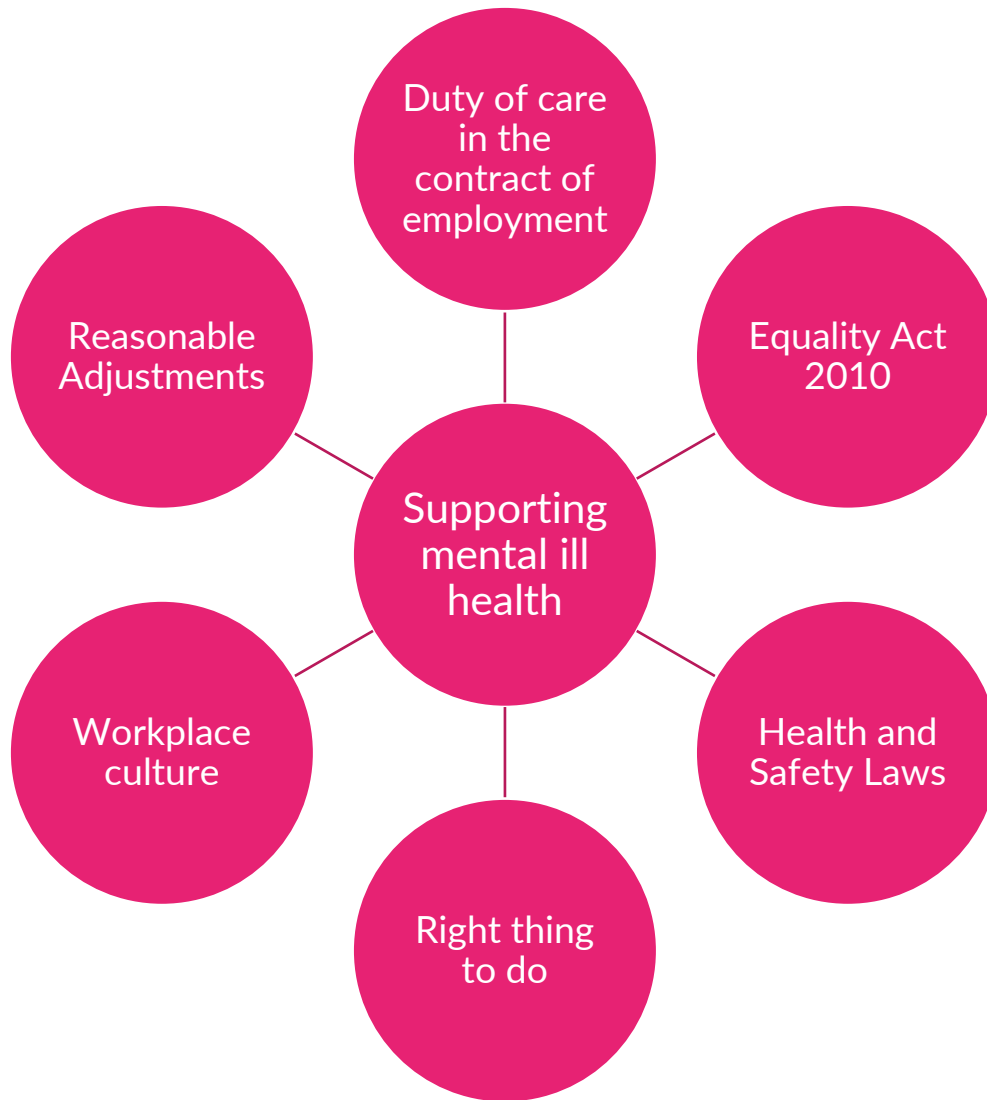 Duty of care
in the
contract of
employment
Equality Act
2010
Health and
Safety Laws
Right thing
to do
Workplace
culture
Reasonable
Adjustments
Supporting
mental ill
health